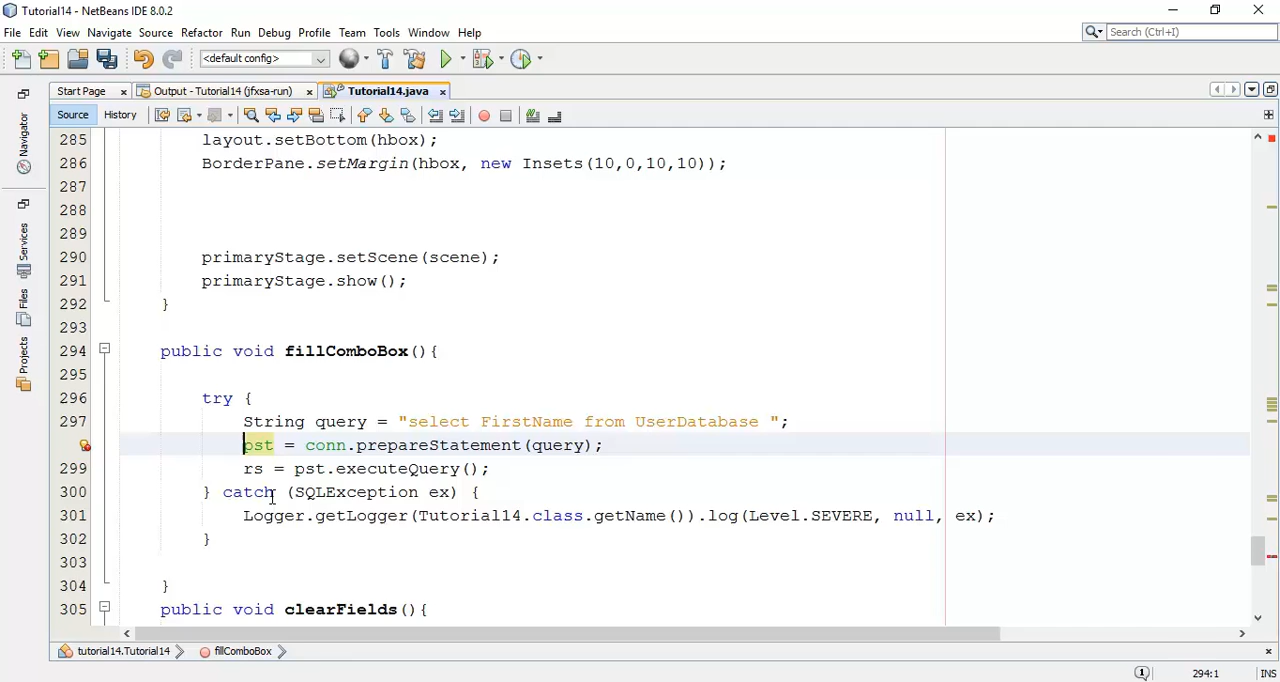 Tutorial14 - NetBeans IDE 8.0.2
File Edit View Navigate Source Refactor Run Debug Profile Team Tools Window Help
Search (Ctrl+I)
<default config>
Start Page Output - Tutorial14 (jfxsa-run) Tutorial14.java
Source History
Navigator
Services
Files
Projects
285 layout.setBottom(hbox);
286 BorderPane.setMargin(hbox, new Insets(10,0,10,10));
287
288
289
290 primaryStage.setScene(scene);
291 primaryStage.show();
292 }
293
294 public void fillComboBox(){
295
296 try {
297 String query = "select FirstName from UserDatabase ";
pst = conn.prepareStatement(query);
299 rs = pst.executeQuery();
300 } catch (SQLException ex) {
301 Logger.getLogger(Tutorial14.class.getName()).log(Level.SEVERE, null, ex);
302 }
303
304 }
305 public void clearFields(){
tutorial14.Tutorial14 fillComboBox
1 294:1 INS